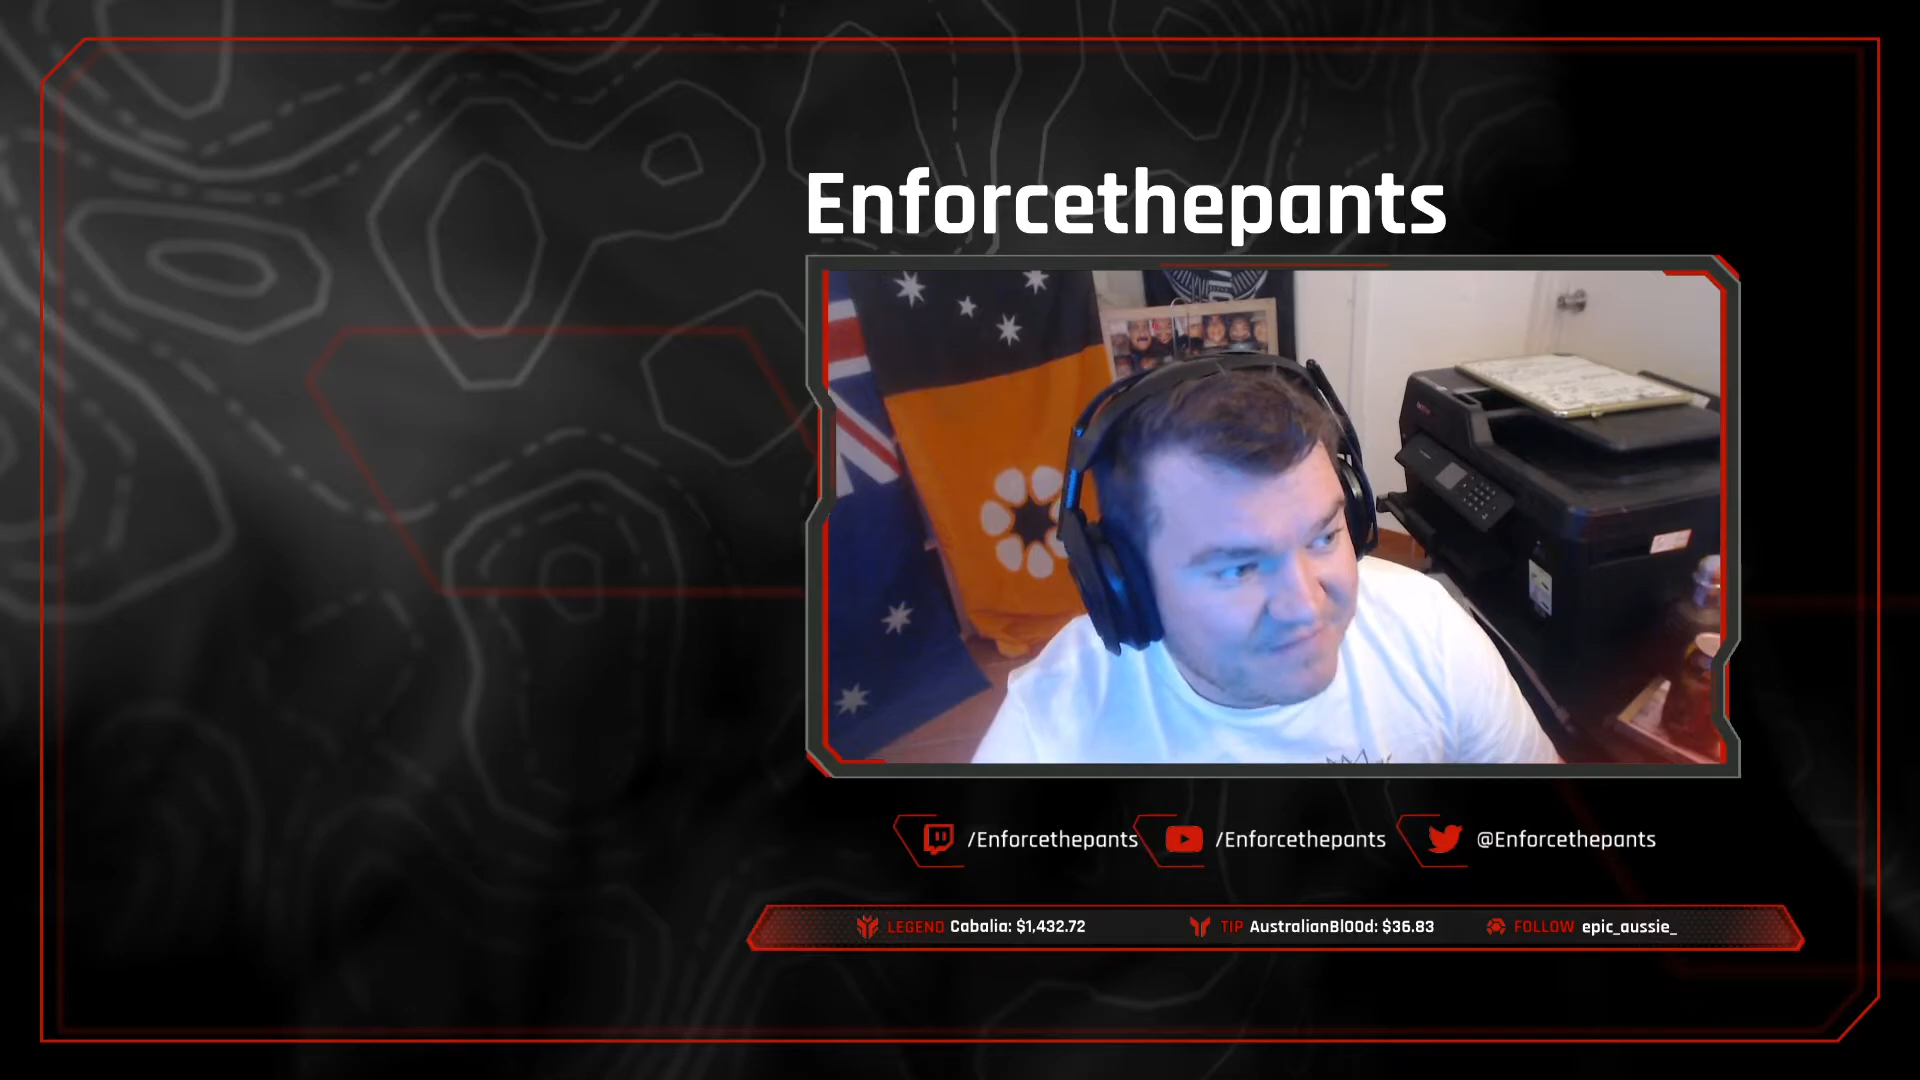 Enforcethepants
/Enforcethepants
/Enforcethepants
@Enforcethepants
LEGEND Cabalia: $1,432.72
TIP AustralianBl00d: $36.83
FOLLOW epic_aussie_